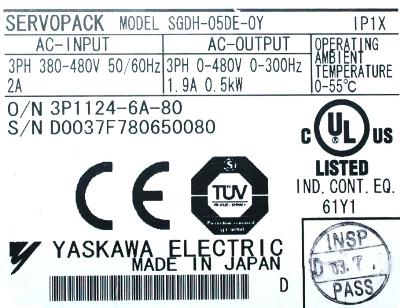 SERVOPACK MODEL SGDH-05DE-OY IP1X
AC-INPUT AC-OUTPUT OPERATING AMBIENT TEMPERATURE
3PH 380-480V 50/60Hz 3PH 0-480V 0-300Hz 0-55°C
2A 1.9A 0.5kW
O/N 3P1124-6A-80
S/N D0037F780650080
C UL US
LISTED
IND. CONT. EQ.
61Y1
CE
TÜV
YASKAWA ELECTRIC
MADE IN JAPAN
D
INSP
PASS